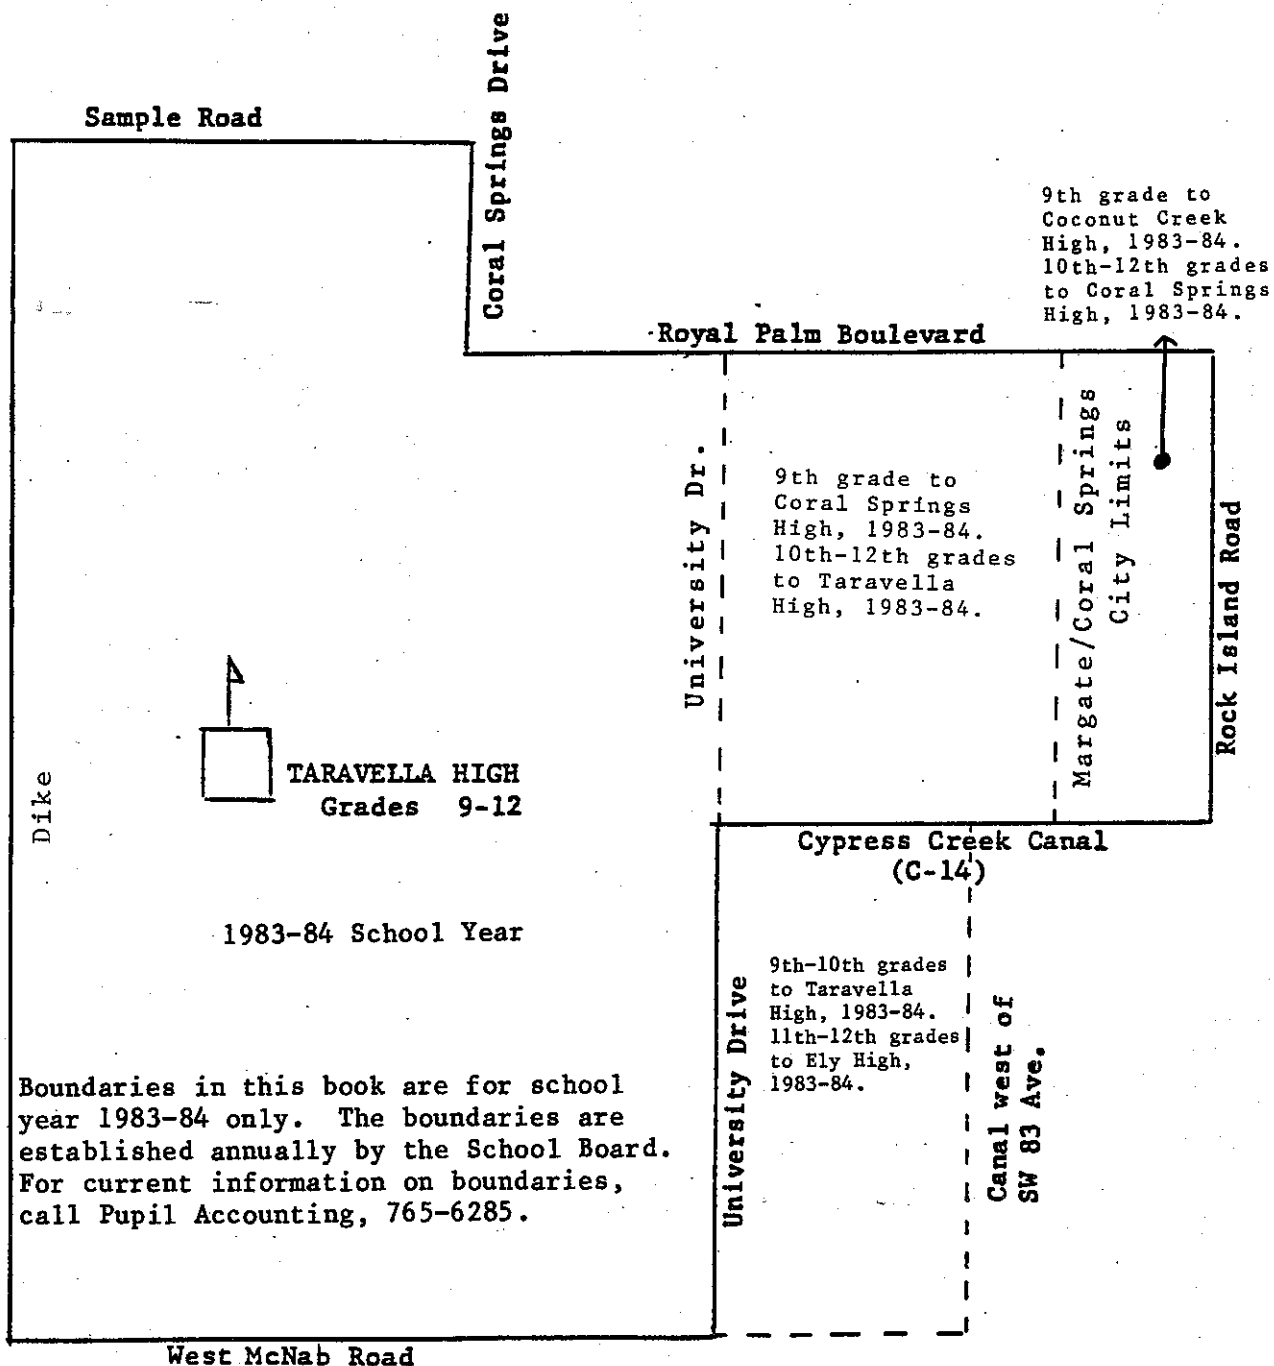 Coral Springs Drive
Sample Road
9th grade to
Coconut Creek
High, 1983-84.
10th-12th grades
to Coral Springs
High, 1983-84.
Royal Palm Boulevard
University Dr.
9th grade to
Coral Springs
High, 1983-84.
10th-12th grades
to Taravella
High, 1983-84.
Margate/Coral Springs
City Limits
Rock Island Road
Dike
TARAVELLA HIGH
Grades 9-12
Cypress Creek Canal
(C-14)
1983-84 School Year
University Drive
9th-10th grades
to Taravella
High, 1983-84.
11th-12th grades
to Ely High,
1983-84.
Canal west of
SW 83 Ave.
Boundaries in this book are for school
year 1983-84 only. The boundaries are
established annually by the School Board.
For current information on boundaries,
call Pupil Accounting, 765-6285.
West McNab Road